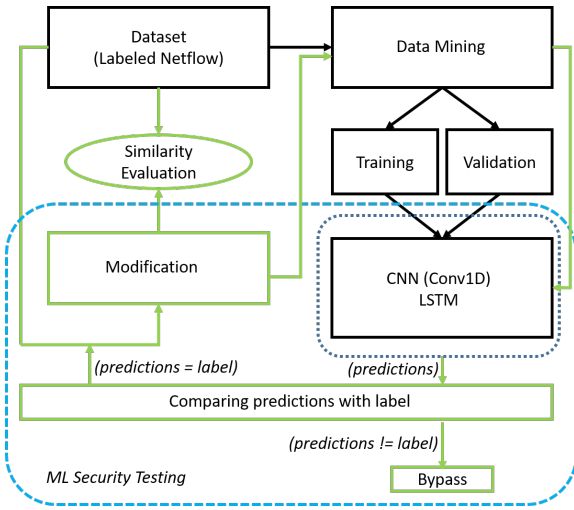 Dataset
(Labeled Netflow)
Data Mining
Similarity
Evaluation
Training
Validation
Modification
CNN (Conv1D)
LSTM
(predictions = label)
(predictions)
Comparing predictions with label
(predictions != label)
ML Security Testing
Bypass